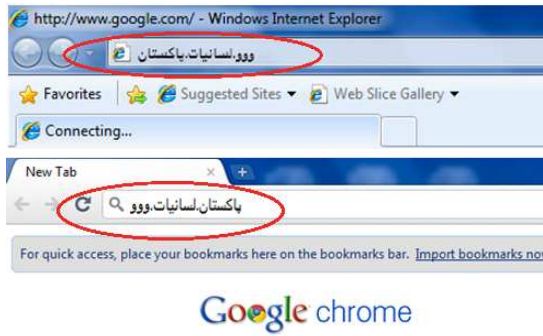 http://www.google.com/ - Windows Internet Explorer
ووو.لسانیات.پاکستان
Favorites Suggested Sites Web Slice Gallery
Connecting...
New Tab
پاکستان.لسانیات.ووو
For quick access, place your bookmarks here on the bookmarks bar. Import bookmarks now
Google chrome